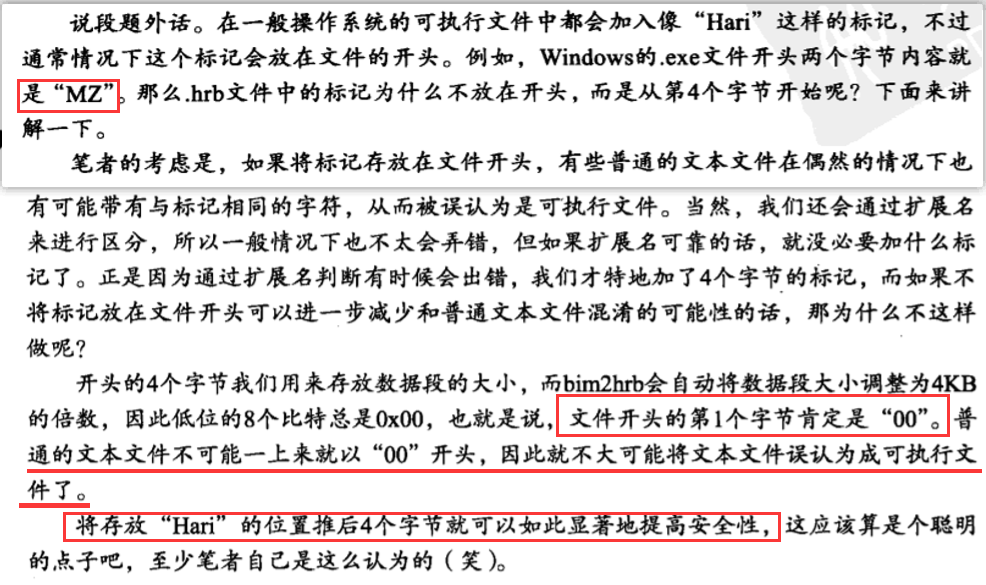 说段题外话。在一般操作系统的可执行文件中都会加入像“Hari”这样的标记，不过
通常情况下这个标记会放在文件的开头。例如，Windows的.exe文件开头两个字节内容就
是“MZ”。那么.hrb文件中的标记为什么不放在开头，而是从第4个字节开始呢？下面来讲
解一下。
笔者的考虑是，如果将标记存放在文件开头，有些普通的文本文件在偶然的情况下也
有可能带有与标记相同的字符，从而被误认为是可执行文件。当然，我们还会通过扩展名
来进行区分，所以一般情况下也不太会弄错，但如果扩展名可靠的话，就没必要加什么标
记了。正是因为通过扩展名判断有时候会出错，我们才特地加了4个字节的标记，而如果不
将标记放在文件开头可以进一步减少和普通文本文件混淆的可能性的话，那为什么不这样
做呢？
开头的4个字节我们用来存放数据段的大小，而bim2hrb会自动将数据段大小调整为4KB
的倍数，因此低位的8个比特总是0x00，也就是说，文件开头的第1个字节肯定是“00”。普
通的文本文件不可能一上来就以“00”开头，因此就不大可能将文本文件误认为成可执行文
件了。
将存放“Hari”的位置推后4个字节就可以如此显著地提高安全性，这应该算是个聪明
的点子吧，至少笔者自己是这么认为的（笑）。